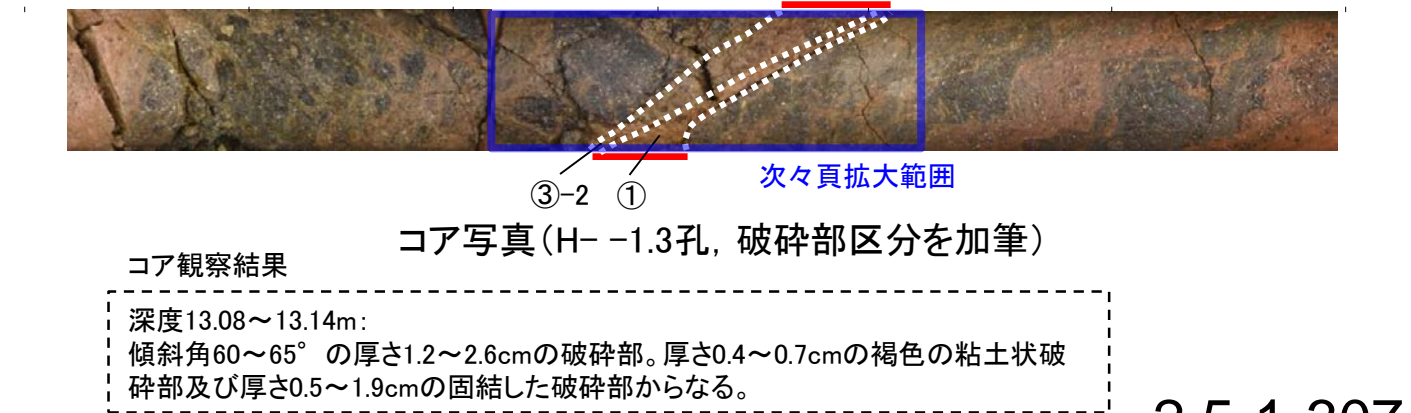 次々頁拡大範囲
③-2 ①
コア写真(H- -1.3孔, 破砕部区分を加筆)
コア観察結果
深度13.08~13.14m:
傾斜角60~65°の厚さ1.2~2.6cmの破砕部。厚さ0.4~0.7cmの褐色の粘土状破
砕部及び厚さ0.5~1.9cmの固結した破砕部からなる。